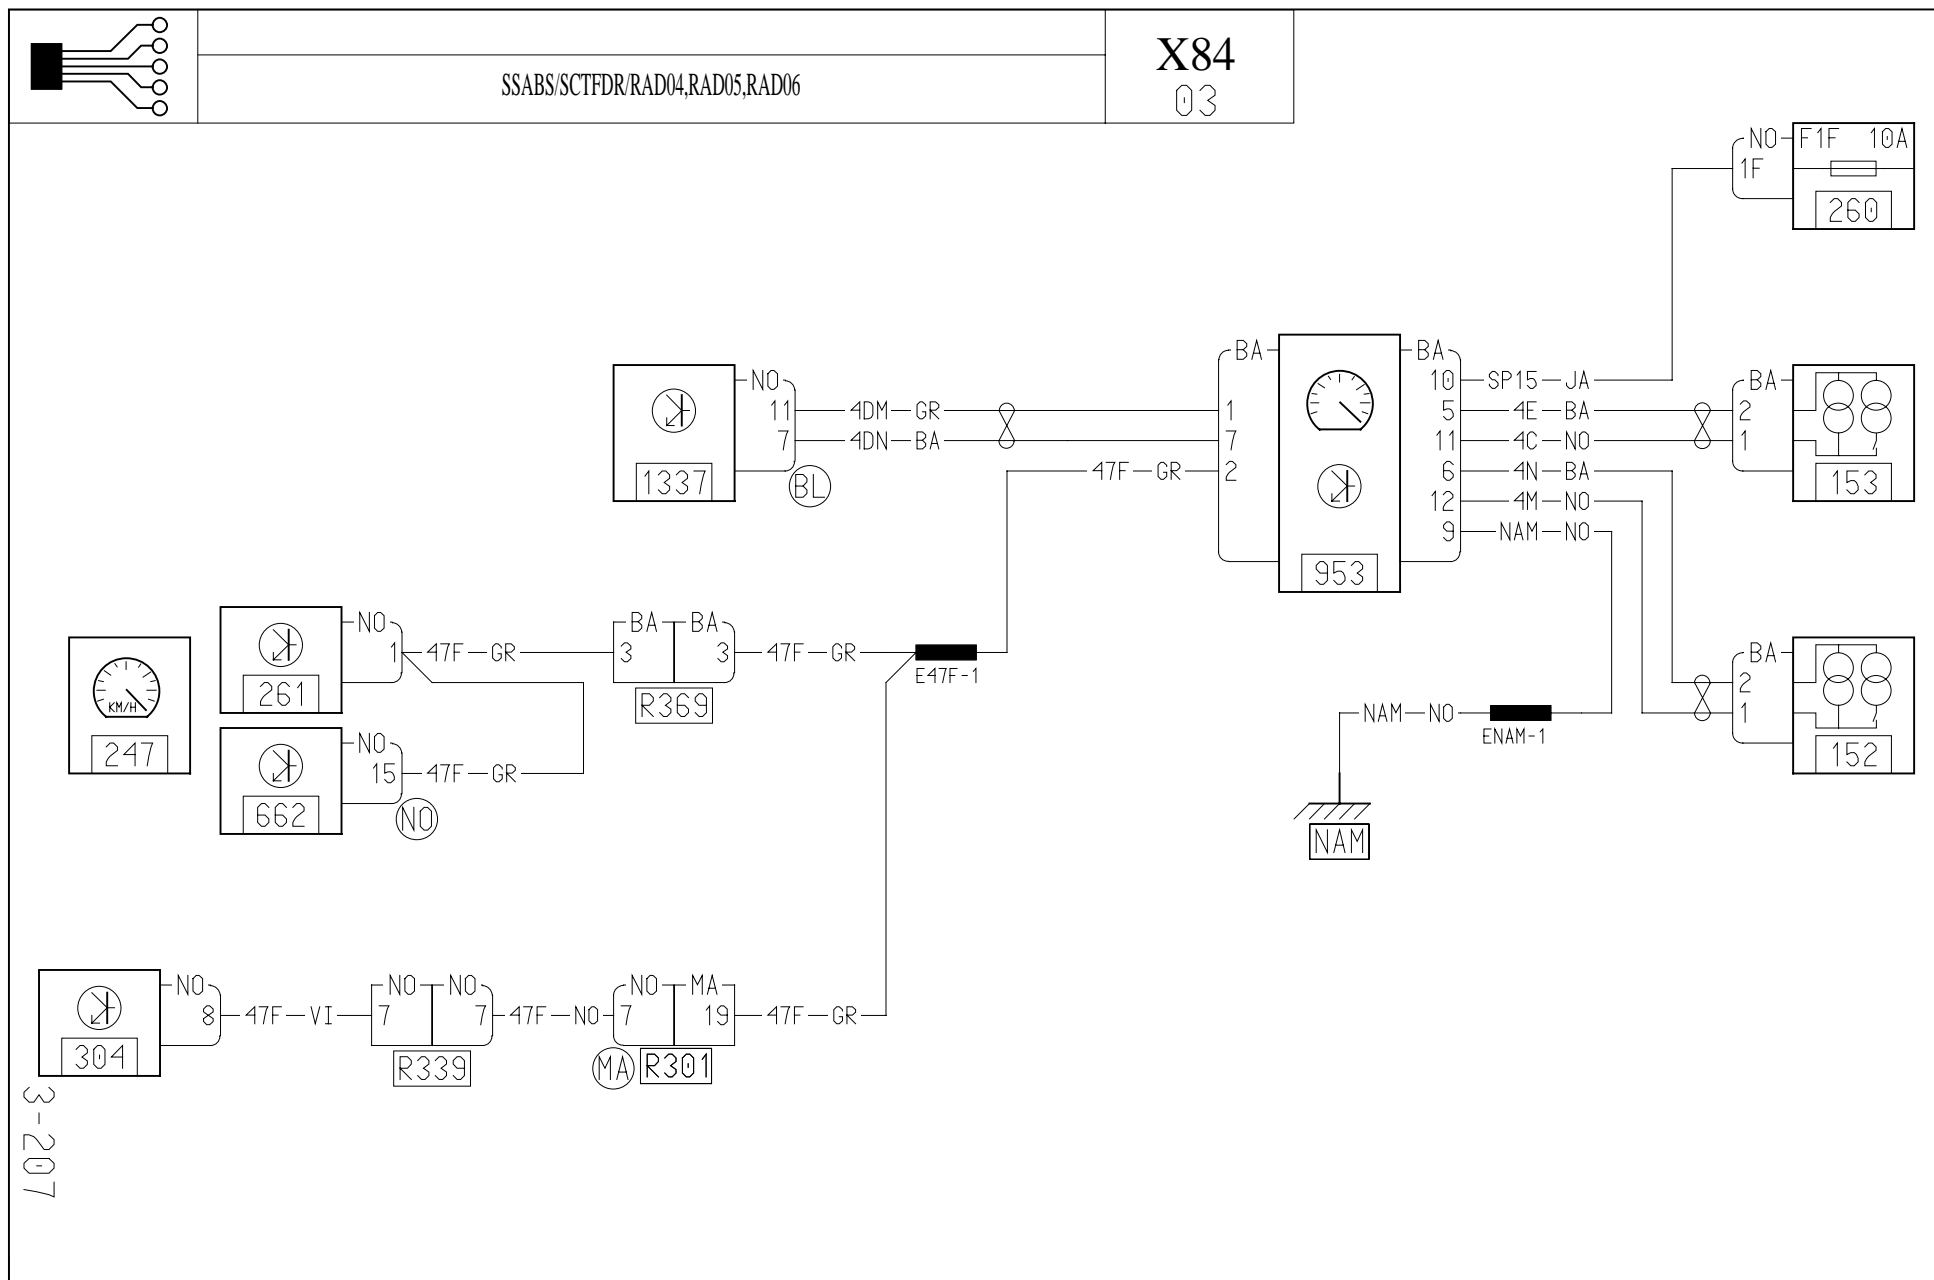 SSABS/SCTFDR/RAD04,RAD05,RAD06
X84
03
NO
1F
F1F 10A
260
NO
11
7
1337
BL
4DM GR
4DN BA
47F GR
BA
1
7
2
953
BA
10
5
11
6
12
9
SP15 JA
4E BA
4C NO
4N BA
4M NO
NAM NO
BA
2
1
153
BA
2
1
152
NAM NO
ENAM-1
NAM
KM/H
247
NO
1
261
47F GR
BA BA
3 3
R369
47F GR
E47F-1
NO
15
662
NO
47F GR
NO
8
304
47F VI
NO NO
7 7
R339
47F NO
NO MA
7 19
MA
R301
47F GR
3-207